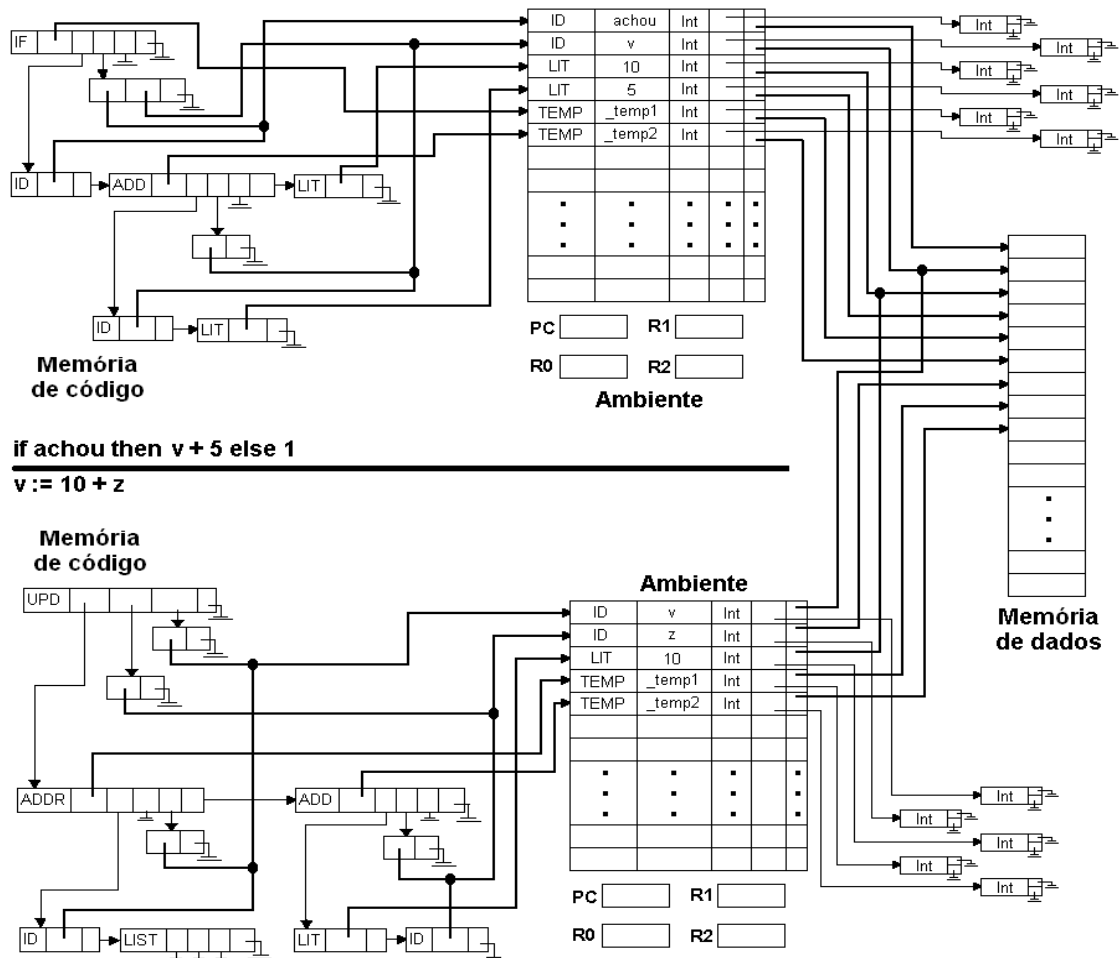 IF
ID achou Int
ID v Int
LIT 10 Int
LIT 5 Int
TEMP _temp1 Int
TEMP _temp2 Int
Int
Int
Int
Int
Int
Int
ID ADD LIT
ID LIT
PC R1
R0 R2
Ambiente
Memória
de código
if achou then v + 5 else 1
v := 10 + z
Memória
de código
UPD
Ambiente
ID v Int
ID z Int
LIT 10 Int
TEMP _temp1 Int
TEMP _temp2 Int
Memória
de dados
ADDR ADD
Int
Int
Int
Int
Int
PC R1
R0 R2
ID LIST LIT ID